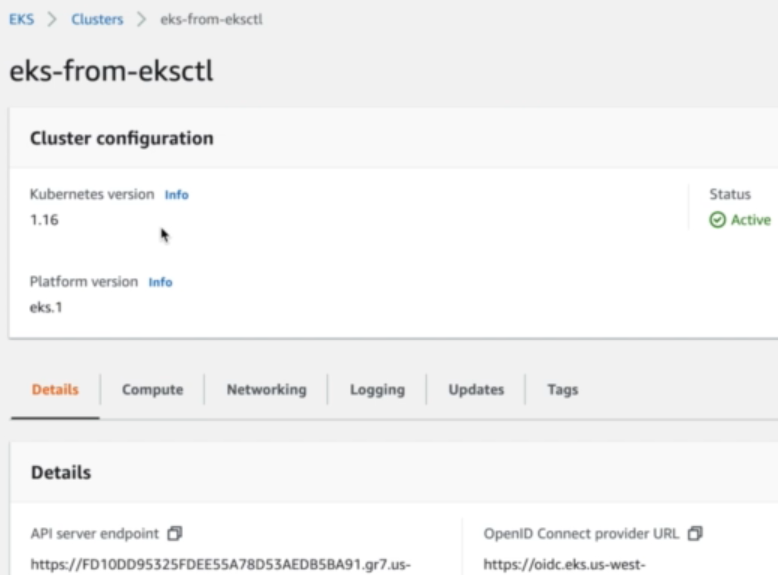 EKS > Clusters > eks-from-eksctl
eks-from-eksctl
Cluster configuration
Kubernetes version Info
Status
1.16
Active
Platform version Info
eks.1
Details Compute Networking Logging Updates Tags
Details
API server endpoint
OpenID Connect provider URL
https://FD10DD95325FDEE55A78D53AEDB5BA91.gr7.us-
https://oidc.eks.us-west-